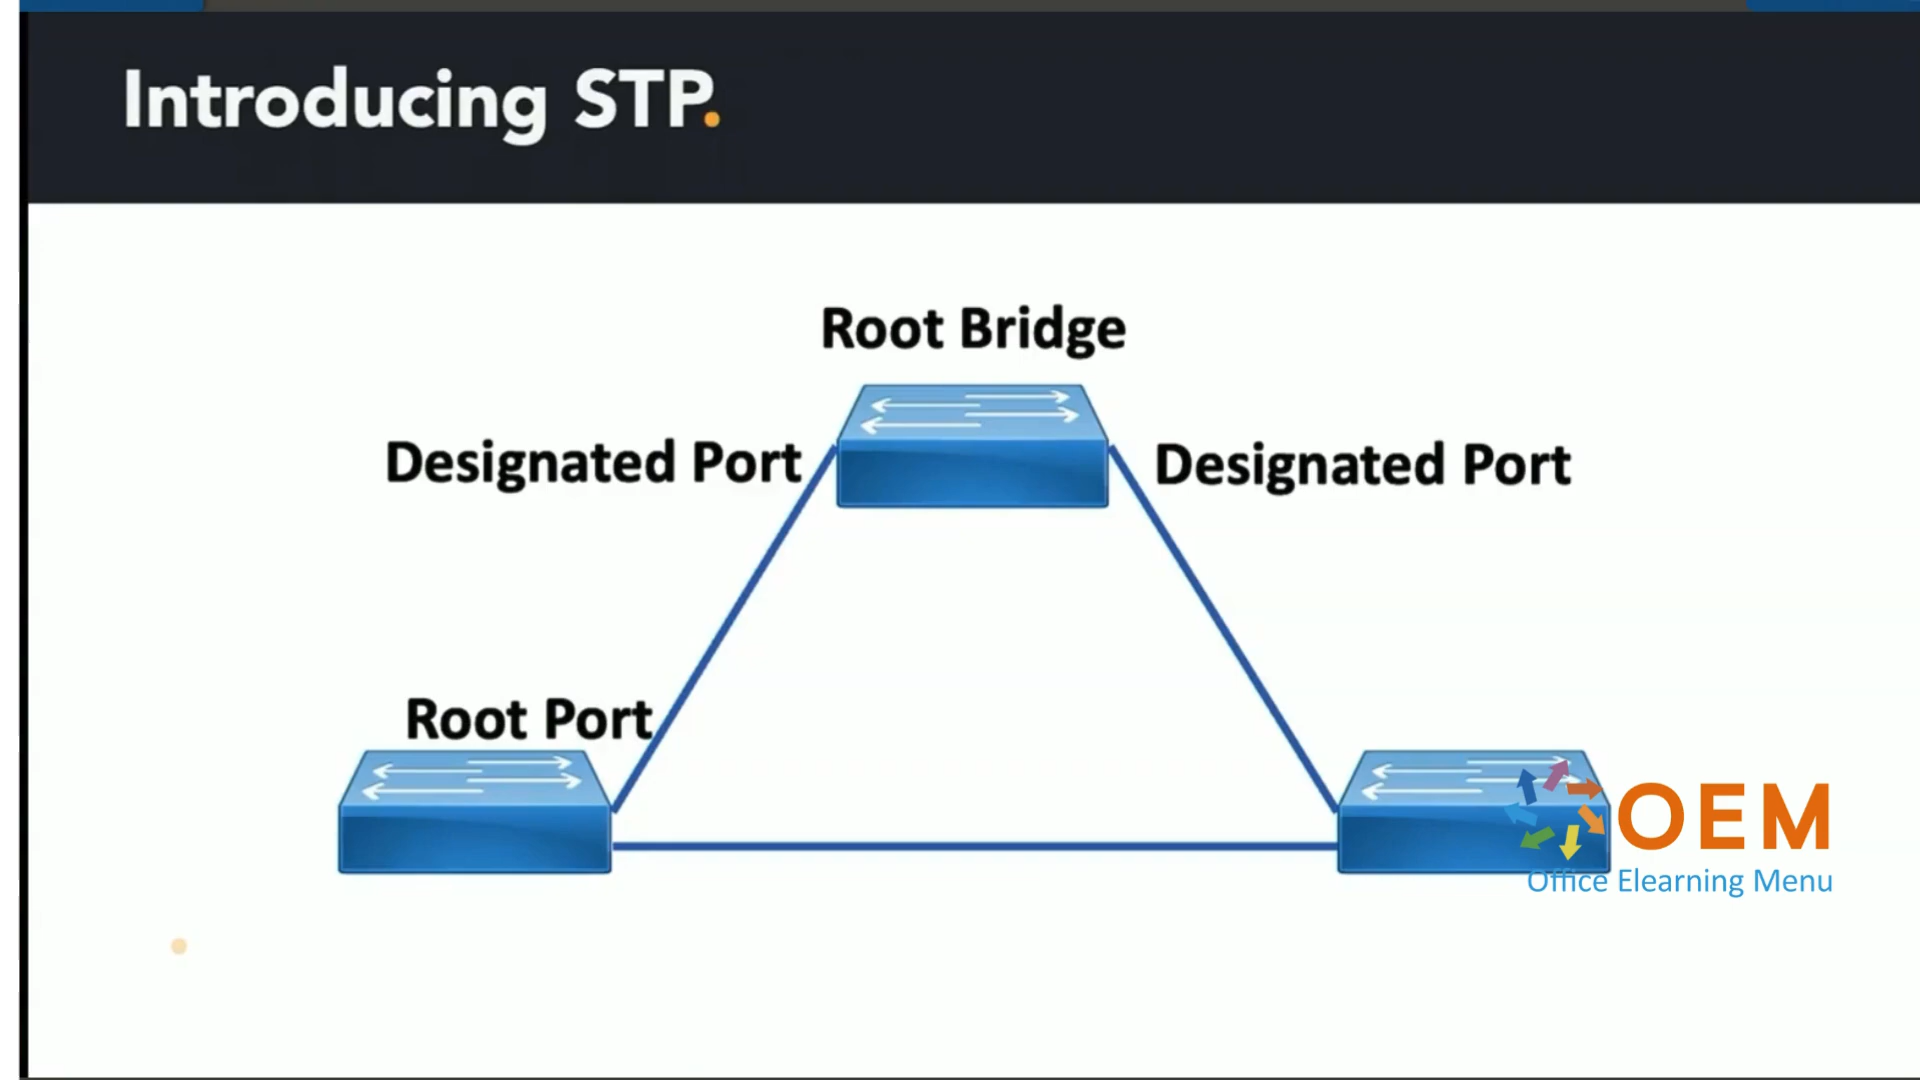 Introducing STP.
Root Bridge
Designated Port
Designated Port
Root Port
OEM
Office Elearning Menu